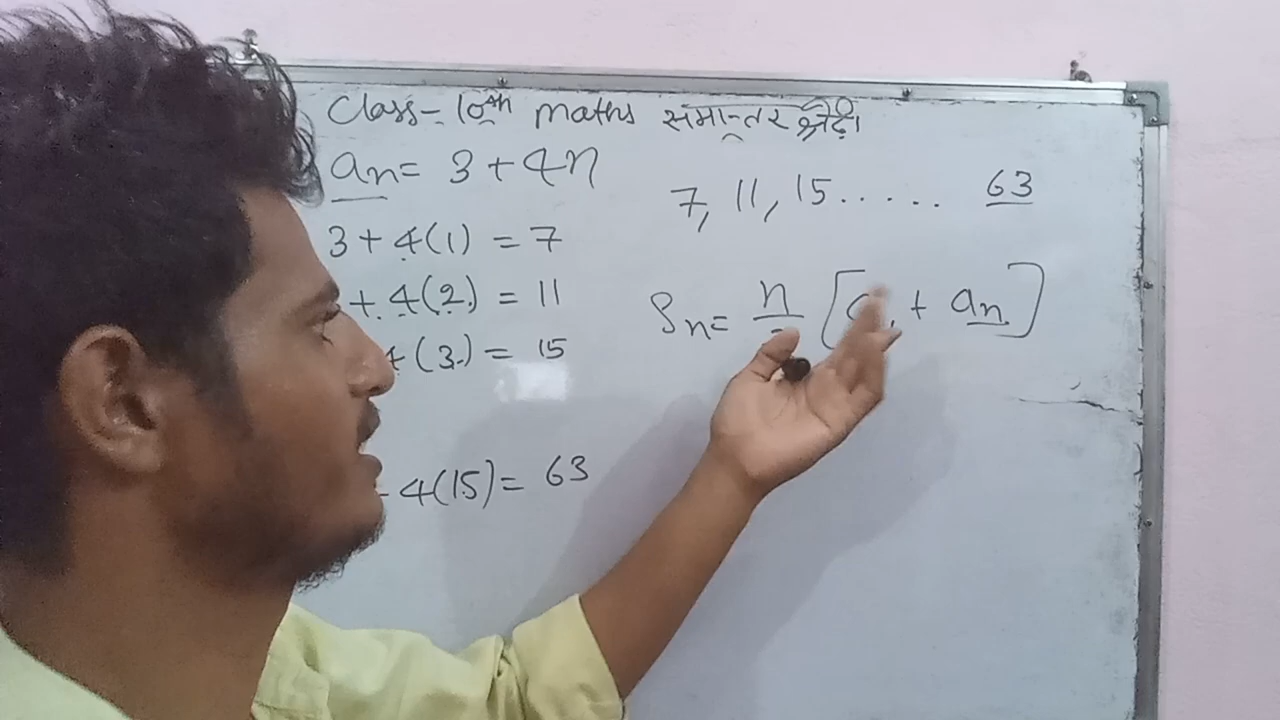 Class-10th maths समान्तर श्रेढ़ी
an= 3+4n
7, 11, 15..... 63
3+4(1) = 7
+ 4(2) = 11
4(3) = 15
Sn= n [a + an]
- 4(15)= 63